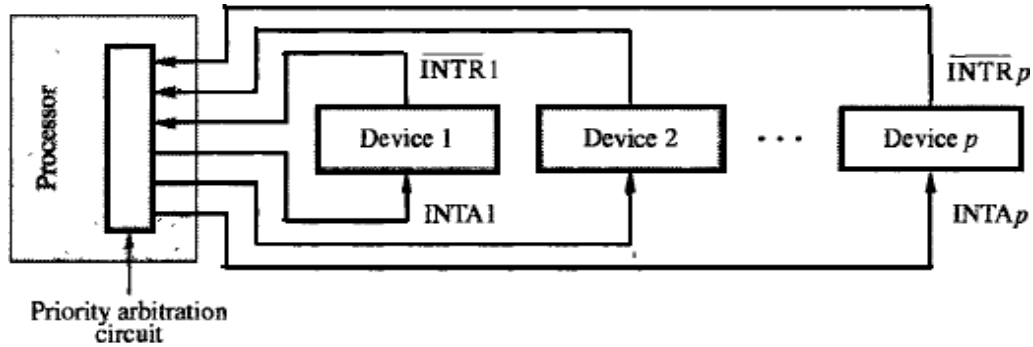 Processor
INTR1
INTRp
Device 1
Device 2
. . .
Device p
INTA1
INTAp
Priority arbitration
circuit